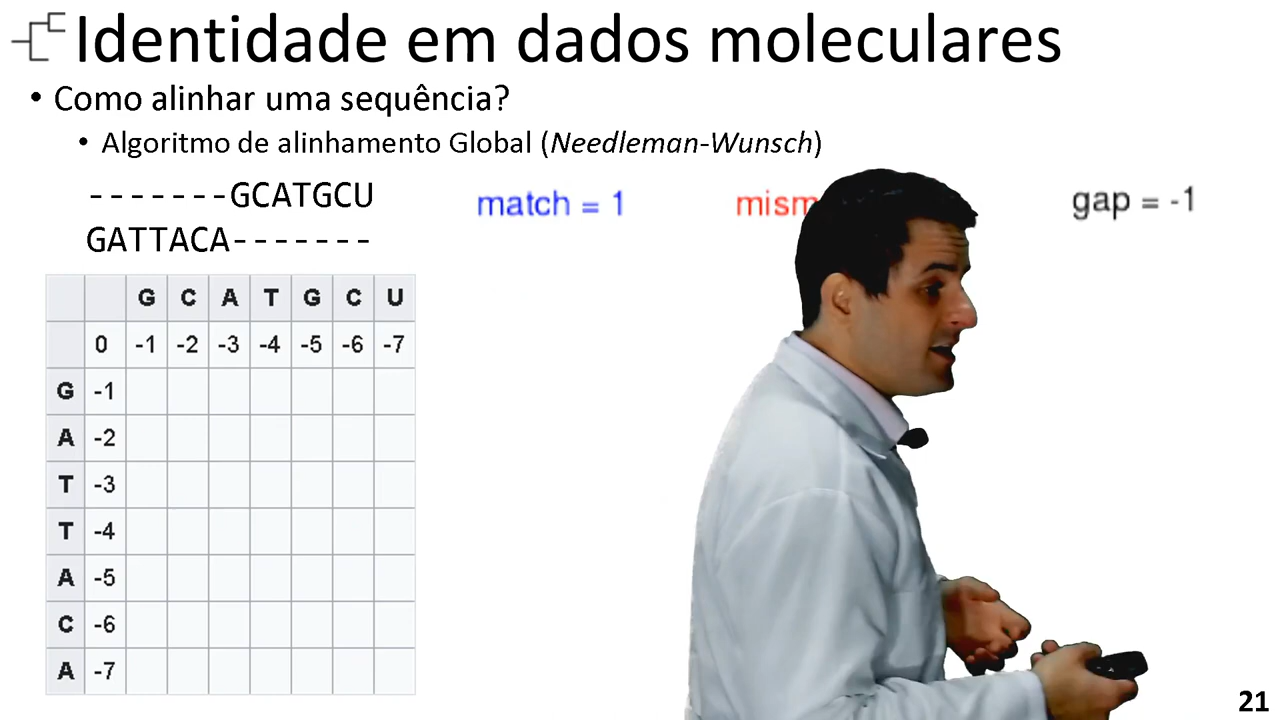 Identidade em dados moleculares
• Como alinhar uma sequência?
• Algoritmo de alinhamento Global (Needleman-Wunsch)
-------GCATGCU
GATTACA-------
match = 1 gap = -1
G C A T G C U
0 -1 -2 -3 -4 -5 -6 -7
G -1
A -2
T -3
T -4
A -5
C -6
A -7
21